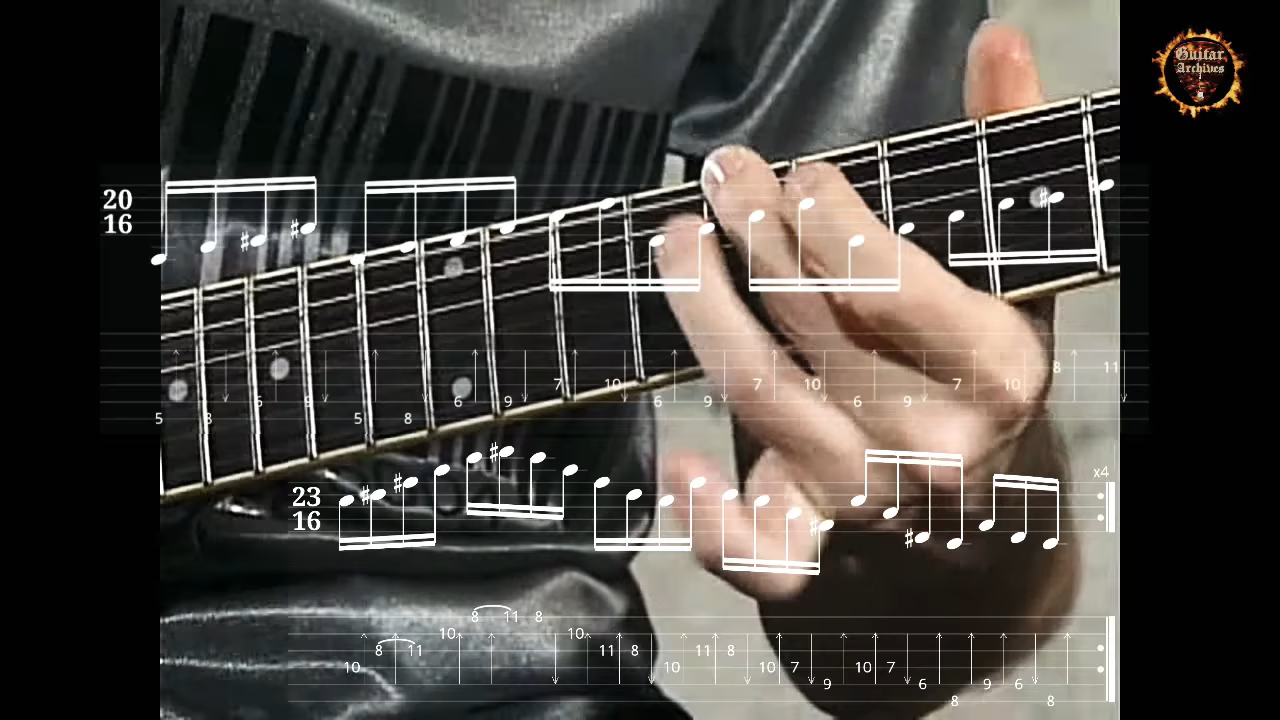 Guitar
Archives
20
16
8 11
7 10 7 10 7 10
6 9 6 9 6 9 6 9
5 8 5 8
x4
23
16
8 11 8
10 10
8 11 11 8 11 8
10 10 10 7 10 7
9 6 9 6
8 8